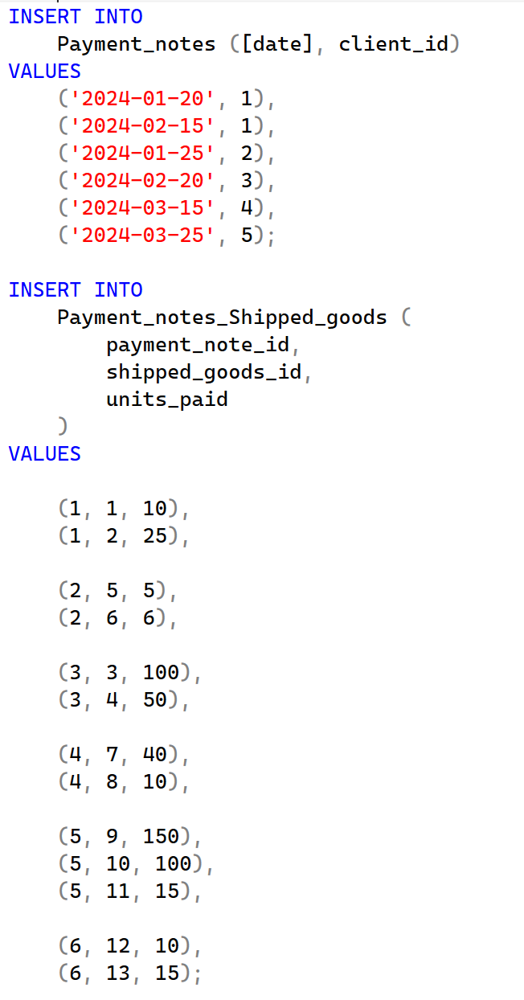 INSERT INTO
    Payment_notes ([date], client_id)
VALUES
    ('2024-01-20', 1),
    ('2024-02-15', 1),
    ('2024-01-25', 2),
    ('2024-02-20', 3),
    ('2024-03-15', 4),
    ('2024-03-25', 5);

INSERT INTO
    Payment_notes_Shipped_goods (
        payment_note_id,
        shipped_goods_id,
        units_paid
    )
VALUES

    (1, 1, 10),
    (1, 2, 25),

    (2, 5, 5),
    (2, 6, 6),

    (3, 3, 100),
    (3, 4, 50),

    (4, 7, 40),
    (4, 8, 10),

    (5, 9, 150),
    (5, 10, 100),
    (5, 11, 15),

    (6, 12, 10),
    (6, 13, 15);